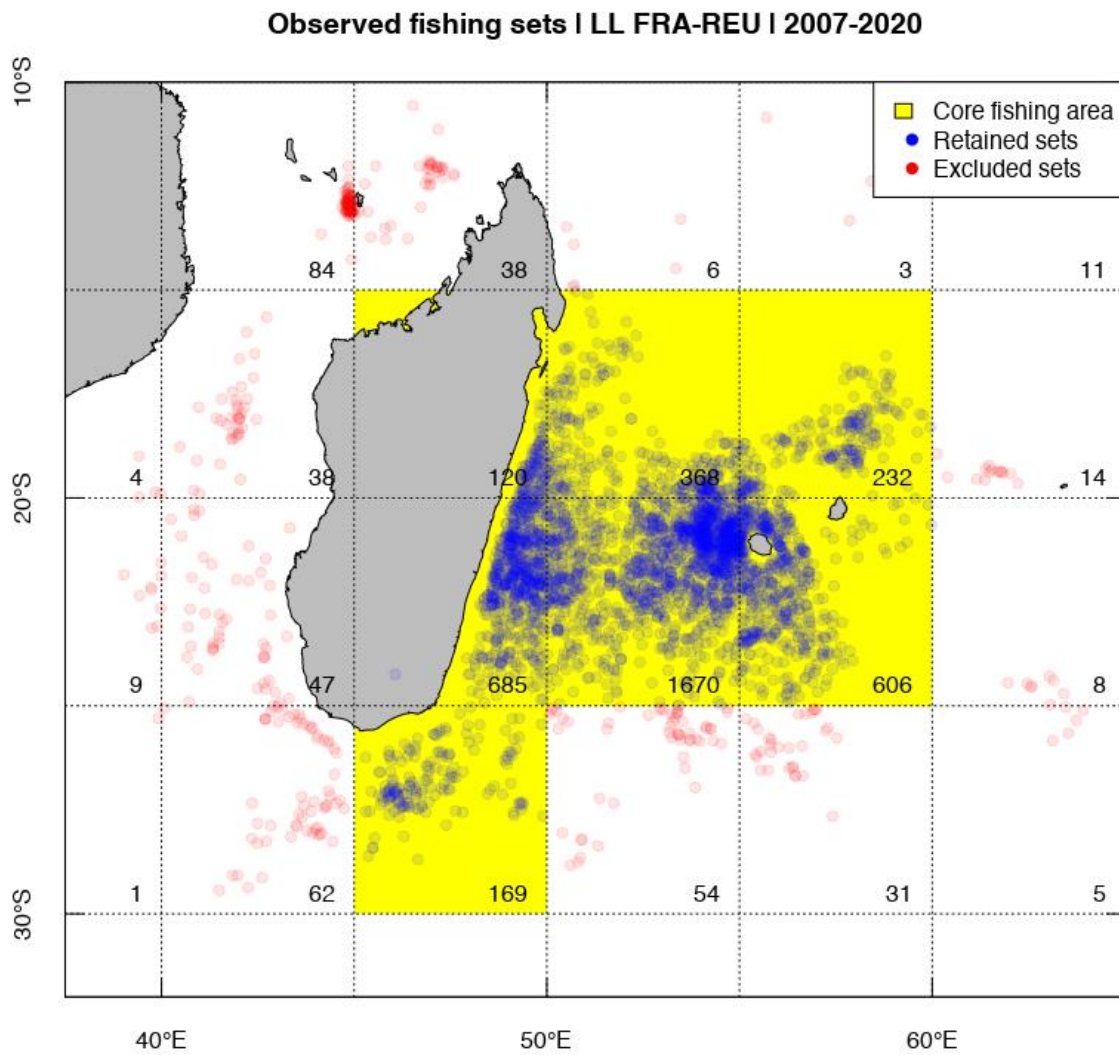 Observed fishing sets | LL FRA-REU | 2007-2020
10°S
Core fishing area
Retained sets
Excluded sets
84 38 6 3 11
4 38 120 368 232 14
20°S
9 47 685 1670 606 8
1 62 169 54 31 5
30°S
40°E 50°E 60°E